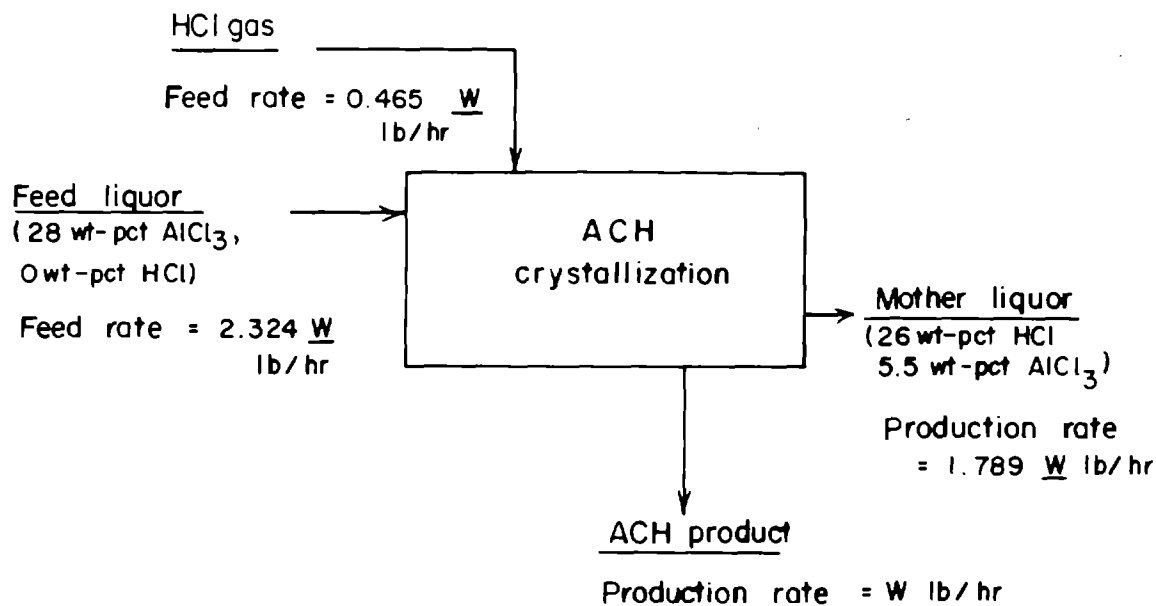 HCl gas
Feed rate = 0.465 W
lb/hr
Feed liquor
(28 wt-pct AlCl3,
0 wt-pct HCl)
Feed rate = 2.324 W
lb/hr
ACH
crystallization
Mother liquor
(26 wt-pct HCl
5.5 wt-pct AlCl3)
Production rate
= 1.789 W lb/hr
ACH product
Production rate = W lb/hr